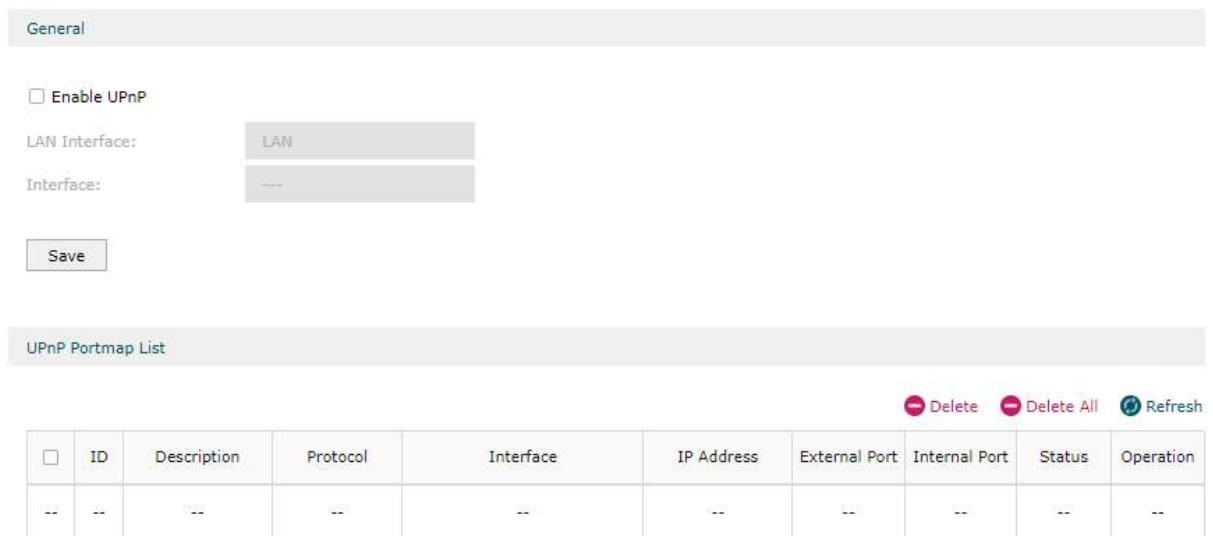 General
Enable UPnP
LAN Interface: LAN
Interface: ---
Save
UPnP Portmap List
Delete Delete All Refresh
ID Description Protocol Interface IP Address External Port Internal Port Status Operation
-- -- -- -- -- -- -- -- -- --